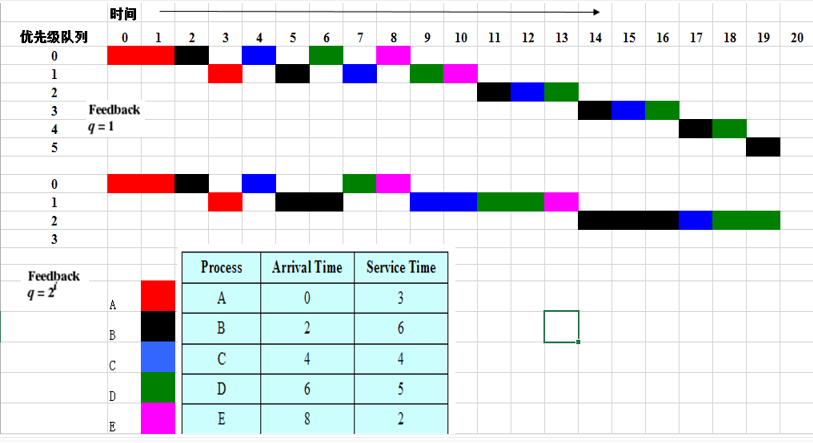 时间
优先级队列 0 1 2 3 4 5 6 7 8 9 10 11 12 13 14 15 16 17 18 19 20
0
1
2
3
4
5
Feedback
q = 1
0
1
2
3
Feedback
q = 2^i
Process Arrival Time Service Time
A 0 3
B 2 6
C 4 4
D 6 5
E 8 2
A
B
C
D
E